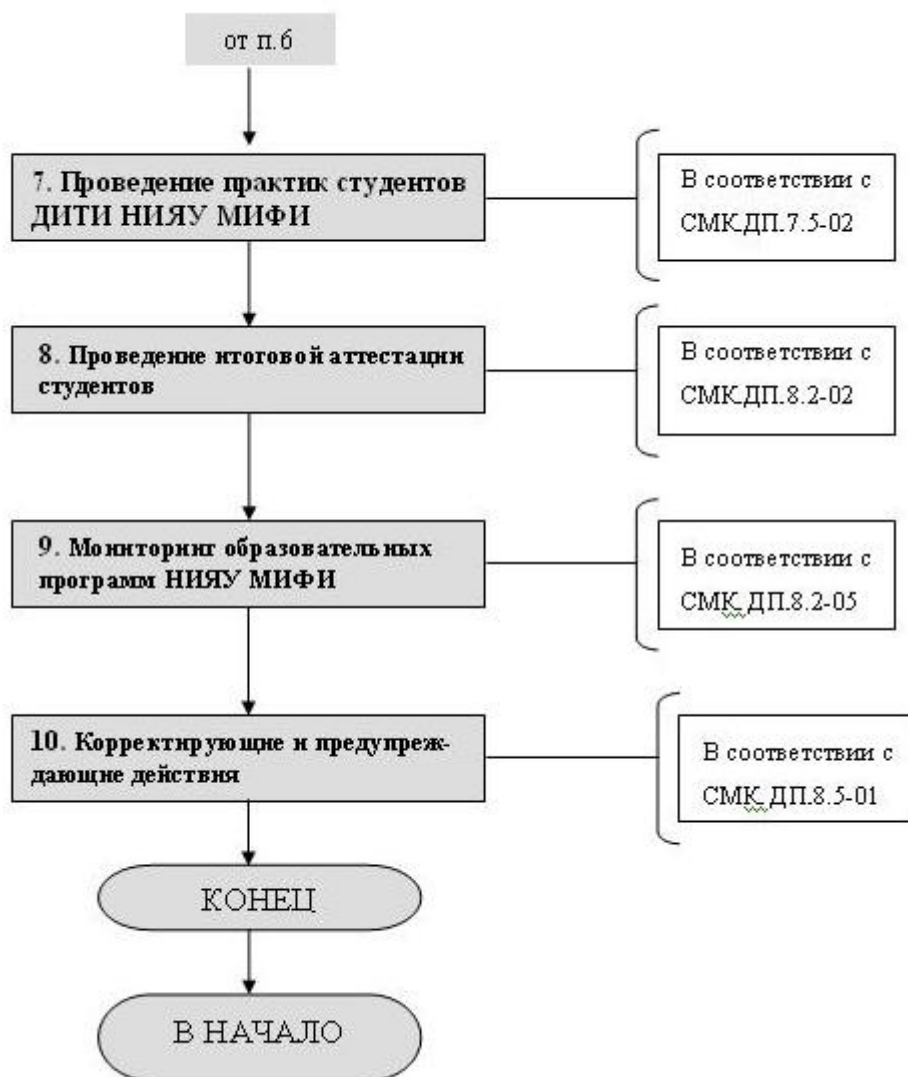 от п.6
7. Проведение практик студентов
ДИТИ НИЯУ МИФИ
В соответствии с
СМК.ДП.7.5-02
8. Проведение итоговой аттестации
студентов
В соответствии с
СМК.ДП.8.2-02
9. Мониторинг образовательных
программ НИЯУ МИФИ
В соответствии с
СМК ДП.8.2-05
10. Корректирующие и предупреж-
дающие действия
В соответствии с
СМК ДП.8.5-01
КОНЕЦ
В НАЧАЛО